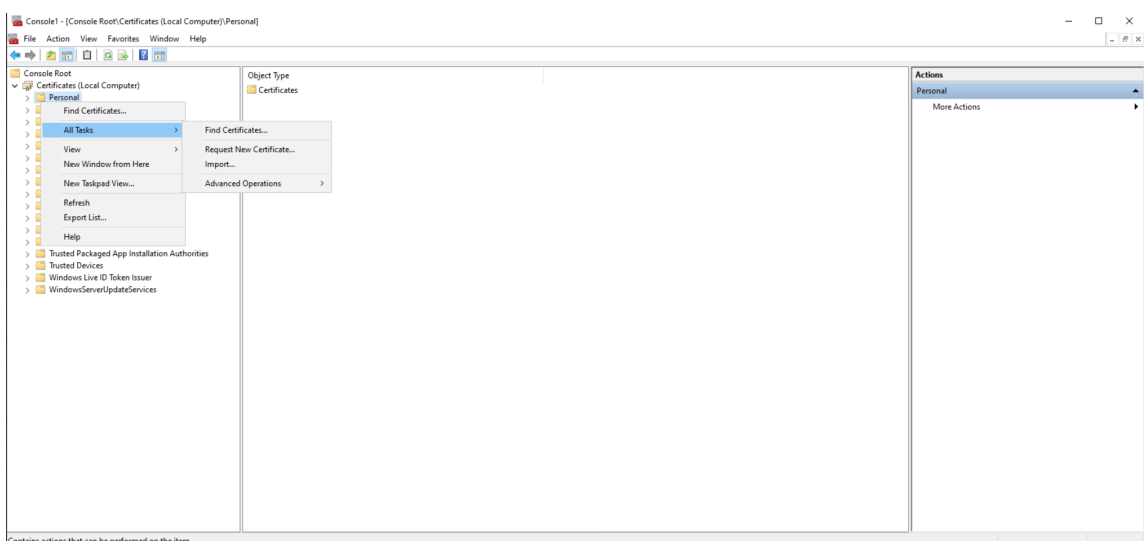 Console1 - [Console Root\Certificates (Local Computer)\Personal]
File Action View Favorites Window Help
Console Root
Certificates (Local Computer)
Personal
Find Certificates...
All Tasks
View
New Window from Here
New Taskpad View...
Refresh
Export List...
Help
Find Certificates...
Request New Certificate...
Import...
Advanced Operations
Trusted Packaged App Installation Authorities
Trusted Devices
Windows Live ID Token Issuer
WindowsServerUpdateServices
Object Type
Certificates
Actions
Personal
More Actions
Contains actions that can be performed on the item